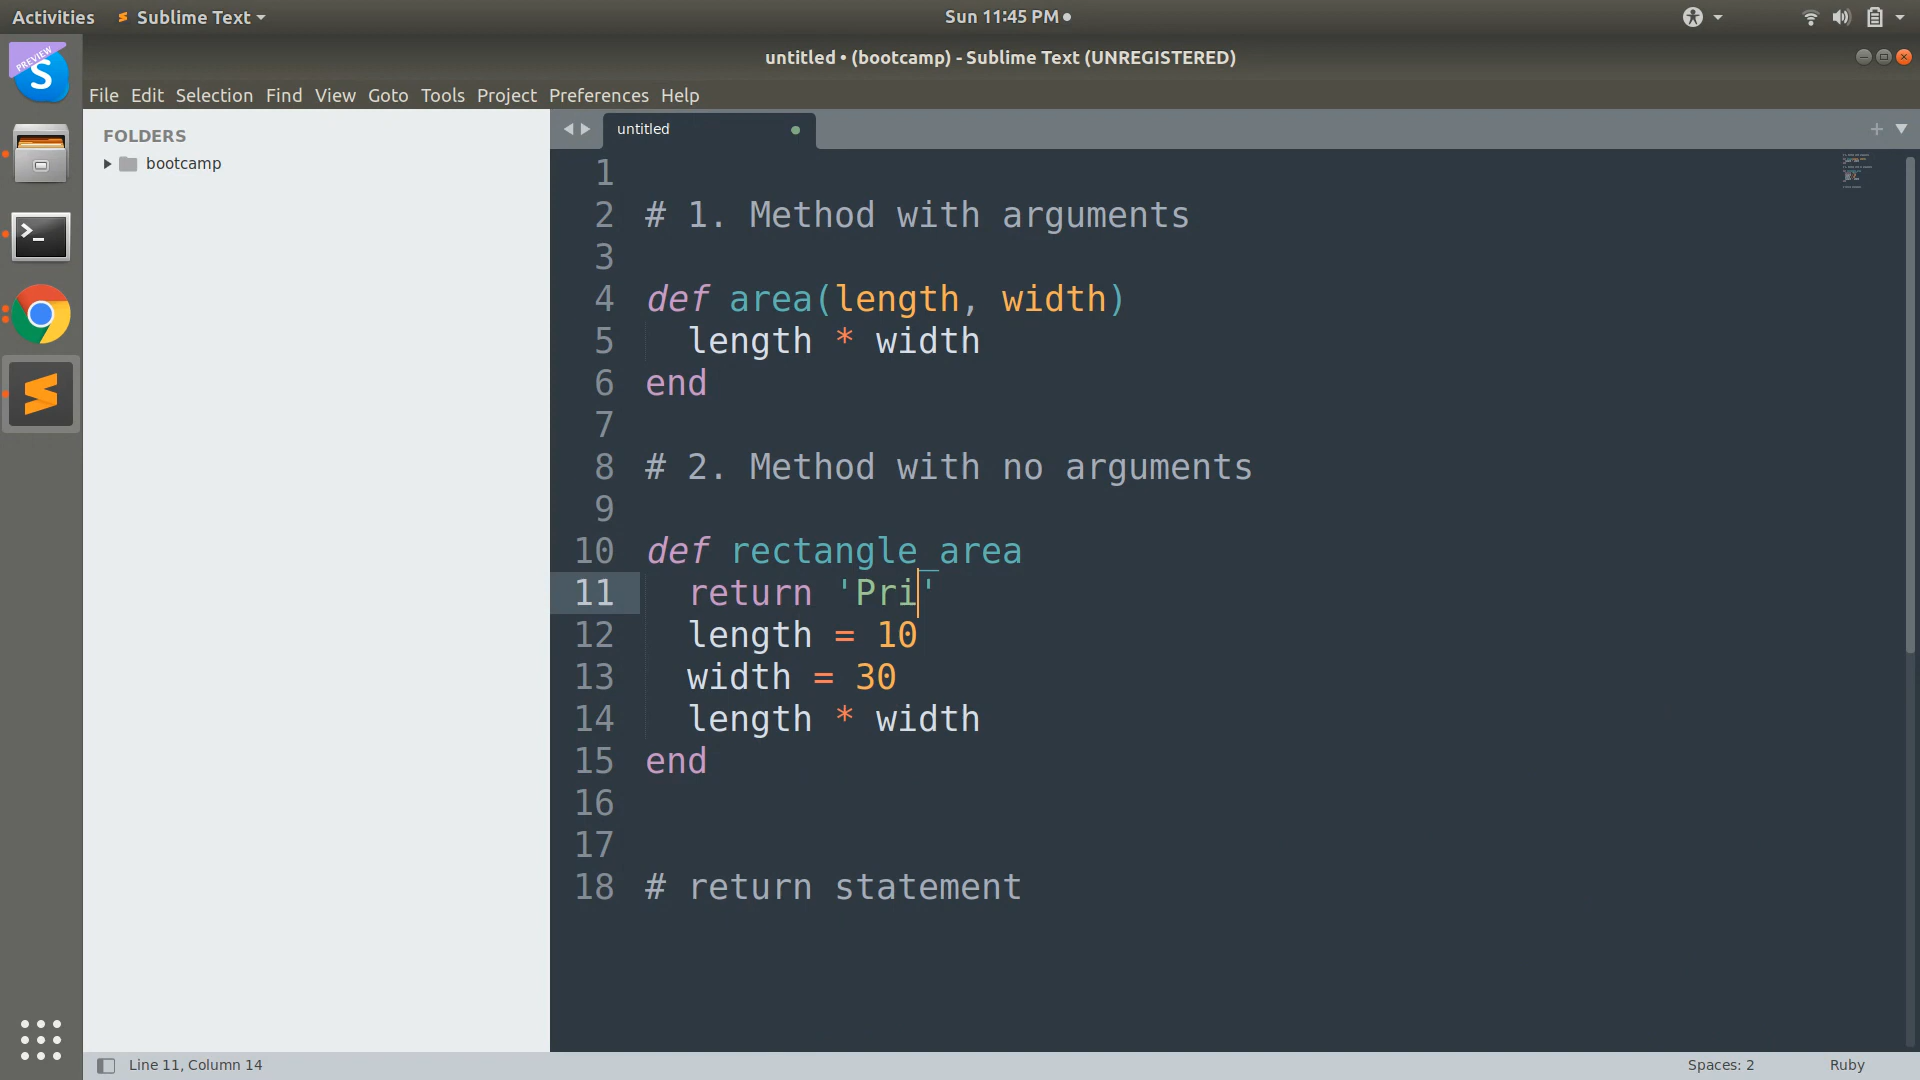 Activities Sublime Text Sun 11:45 PM
PREVIEW
S
untitled • (bootcamp) - Sublime Text (UNREGISTERED)
File Edit Selection Find View Goto Tools Project Preferences Help
FOLDERS
bootcamp
untitled
1
2 # 1. Method with arguments
3
4 def area(length, width)
5 length * width
6 end
7
8 # 2. Method with no arguments
9
10 def rectangle_area
11 return 'Pri'
12 length = 10
13 width = 30
14 length * width
15 end
16
17
18 # return statement
Line 11, Column 14 Spaces: 2 Ruby